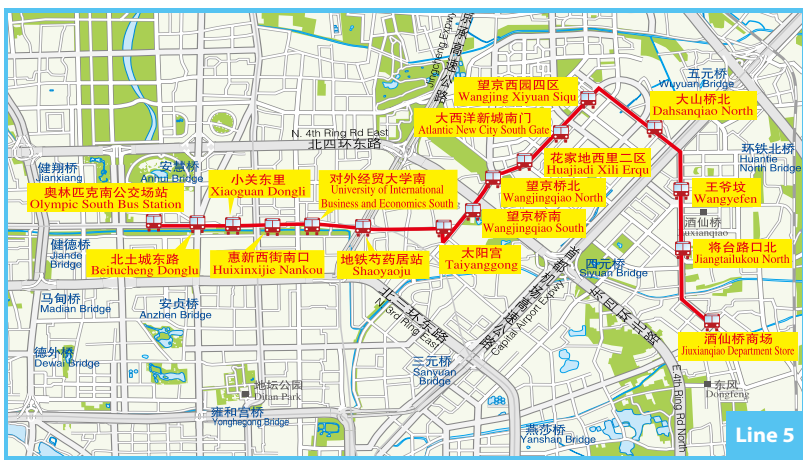 京承高速公路
Jingcheng Expwy
望京西园四区
Wangjing Xiyuan Siqu
五元桥
Wuyuan Bridge
大山桥北
Dahsanqiao North
大西洋新城南门
Atlantic New City South Gate
N. 4th Ring Rd East
北四环东路
环铁北桥
Huantie
North Bridge
健翔桥
Jianxiang
安慧桥
Anhui Bridge
小关东里
Xiaoguan Dongli
对外经贸大学南
University of International
Business and Economics South
花家地西里二区
Huajiadi Xili Erqu
奥林匹克南公交场站
Olympic South Bus Station
望京桥北
Wangjingqiao North
王爷坟
Wangyefen
望京桥南
Wangjingqiao South
酒仙桥
Jiuxianqiao
健德桥
Jiande
Bridge
北土城东路
Beitucheng Donglu
惠新西街南口
Huixinxijie Nankou
地铁芍药居站
Shaoyaoju
太阳宫
Taiyanggong
将台路口北
Jiangtailukou North
四元桥
Siyuan Bridge
首都机场高速公路
Capital Airport Expwy
东四环北路
E 4th Ring Rd North
马甸桥
Madian Bridge
安贞桥
Anzhen Bridge
北三环东路
N. 3rd Ring East
酒仙桥商场
Jiuxianqiao Department Store
德外桥
Dewai Bridge
三元桥
Sanyuan
Bridge
地坛公园
Ditan Park
东风
Dongfeng
雍和宫桥
Yonghegong Bridge
燕莎桥
Yanshan Bridge
Line 5